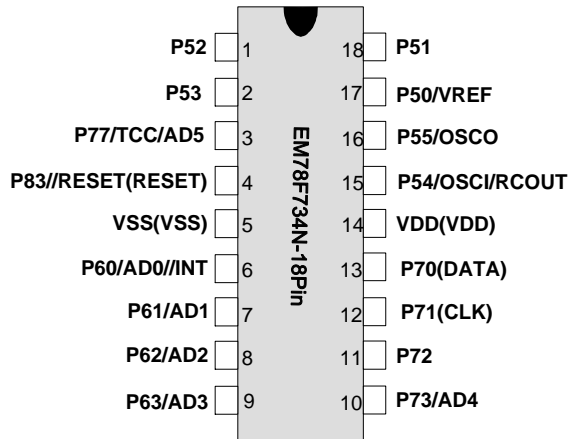 P52 1 18 P51
P53 2 17 P50/VREF
P77/TCC/AD5 3 16 P55/OSCO
P83//RESET(RESET) 4 15 P54/OSCI/RCOUT
VSS(VSS) 5 14 VDD(VDD)
P60/AD0//INT 6 13 P70(DATA)
P61/AD1 7 12 P71(CLK)
P62/AD2 8 11 P72
P63/AD3 9 10 P73/AD4
EM78F734N-18Pin